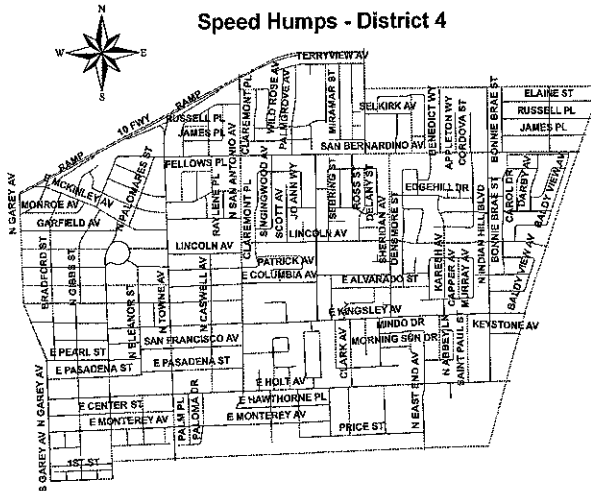 Speed Humps - District 4
N
W
E
S
TERRYVIEW AV
10 FWY
RAMP
RUSSELL PL
JAMES PL
CLAREMONT PL
WILD ROSE AV
PALMGROVE AV
MIRAMAR ST
SELKIRK AV
BENEDICT WY
APPLETON WY
CORDOVA ST
BONNIE BRAE ST
ELAINE ST
RUSSELL PL
JAMES PL
SAN BERNARDINO AV
E RAMP
MCKINLEY AV
N PALOMARES ST
FELLOWS PL
RAYLENE PL
N SAN ANTONIO AV
SINGINGWOOD AV
SCOTT AV
JO ANN WY
SEBRING ST
ROSS ST
DELANY ST
EDGEHILL DR
CAROL DR
DARBY AV
BALDY VIEW AV
N GAREY AV
MONROE AV
GARFIELD AV
LINCOLN AV
LINCOLN AV
CLAREMONT PL
PATRICK AV
E COLUMBIA AV
SHERIDAN AV
DENSMORE ST
N INDIAN HILL BLVD
BONNIE BRAE ST
BRADFORD ST
N GIBBS ST
N ELEANOR ST
N TOWNE AV
N CASWELL AV
E ALVARADO ST
KARESH AV
CAPPER AV
MURRAY AV
BALDY VIEW AV
E KINGSLEY AV
MINDO DR
KEYSTONE AV
SAN FRANCISCO AV
CLARK AV
MORNING SUN DR
N ABBEY LN
SAINT PAUL ST
E PEARL ST
E PASADENA ST
E PASADENA ST
E HOLT AV
N EAST END AV
N GAREY AV
E CENTER ST
E MONTEREY AV
PALM PL
PALOMA DR
E HAWTHORNE PL
E MONTEREY AV
PRICE ST
S GAREY AV
1ST ST